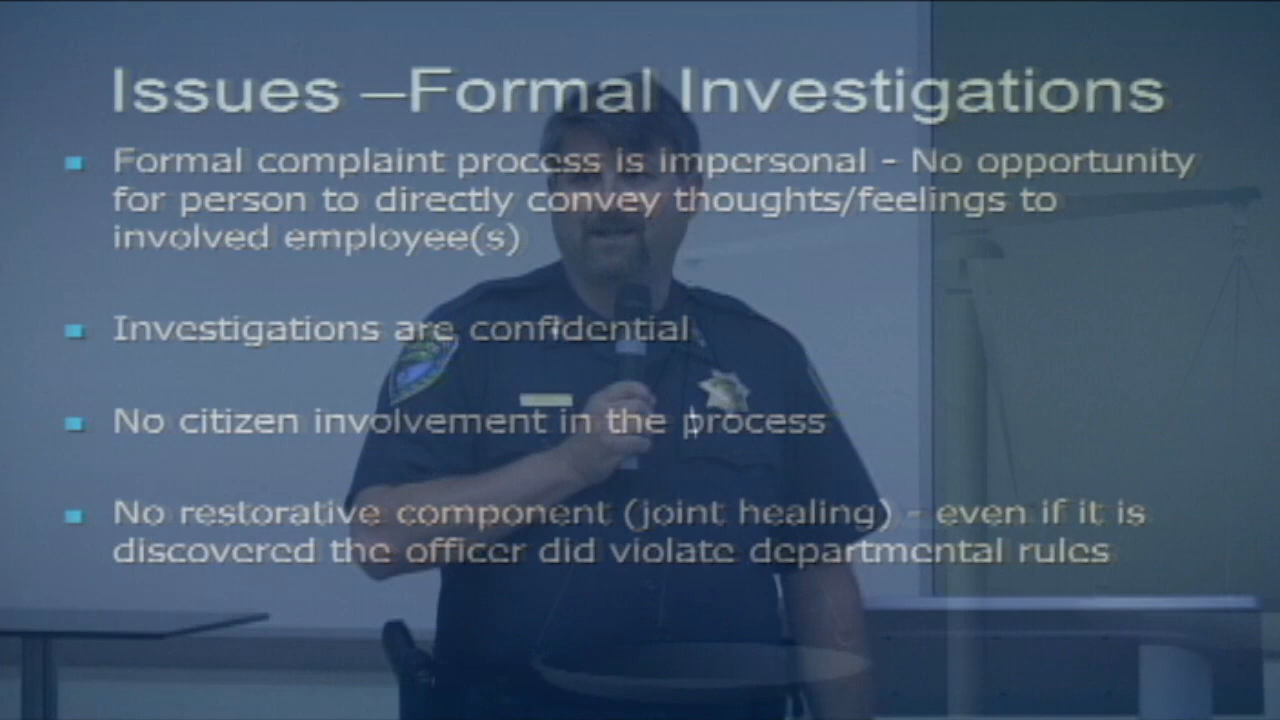 Issues –Formal Investigations
Formal complaint process is impersonal - No opportunity
for person to directly convey thoughts/feelings to
involved employee(s)
Investigations are confidential
No citizen involvement in the process
No restorative component (joint healing) - even if it is
discovered the officer did violate departmental rules